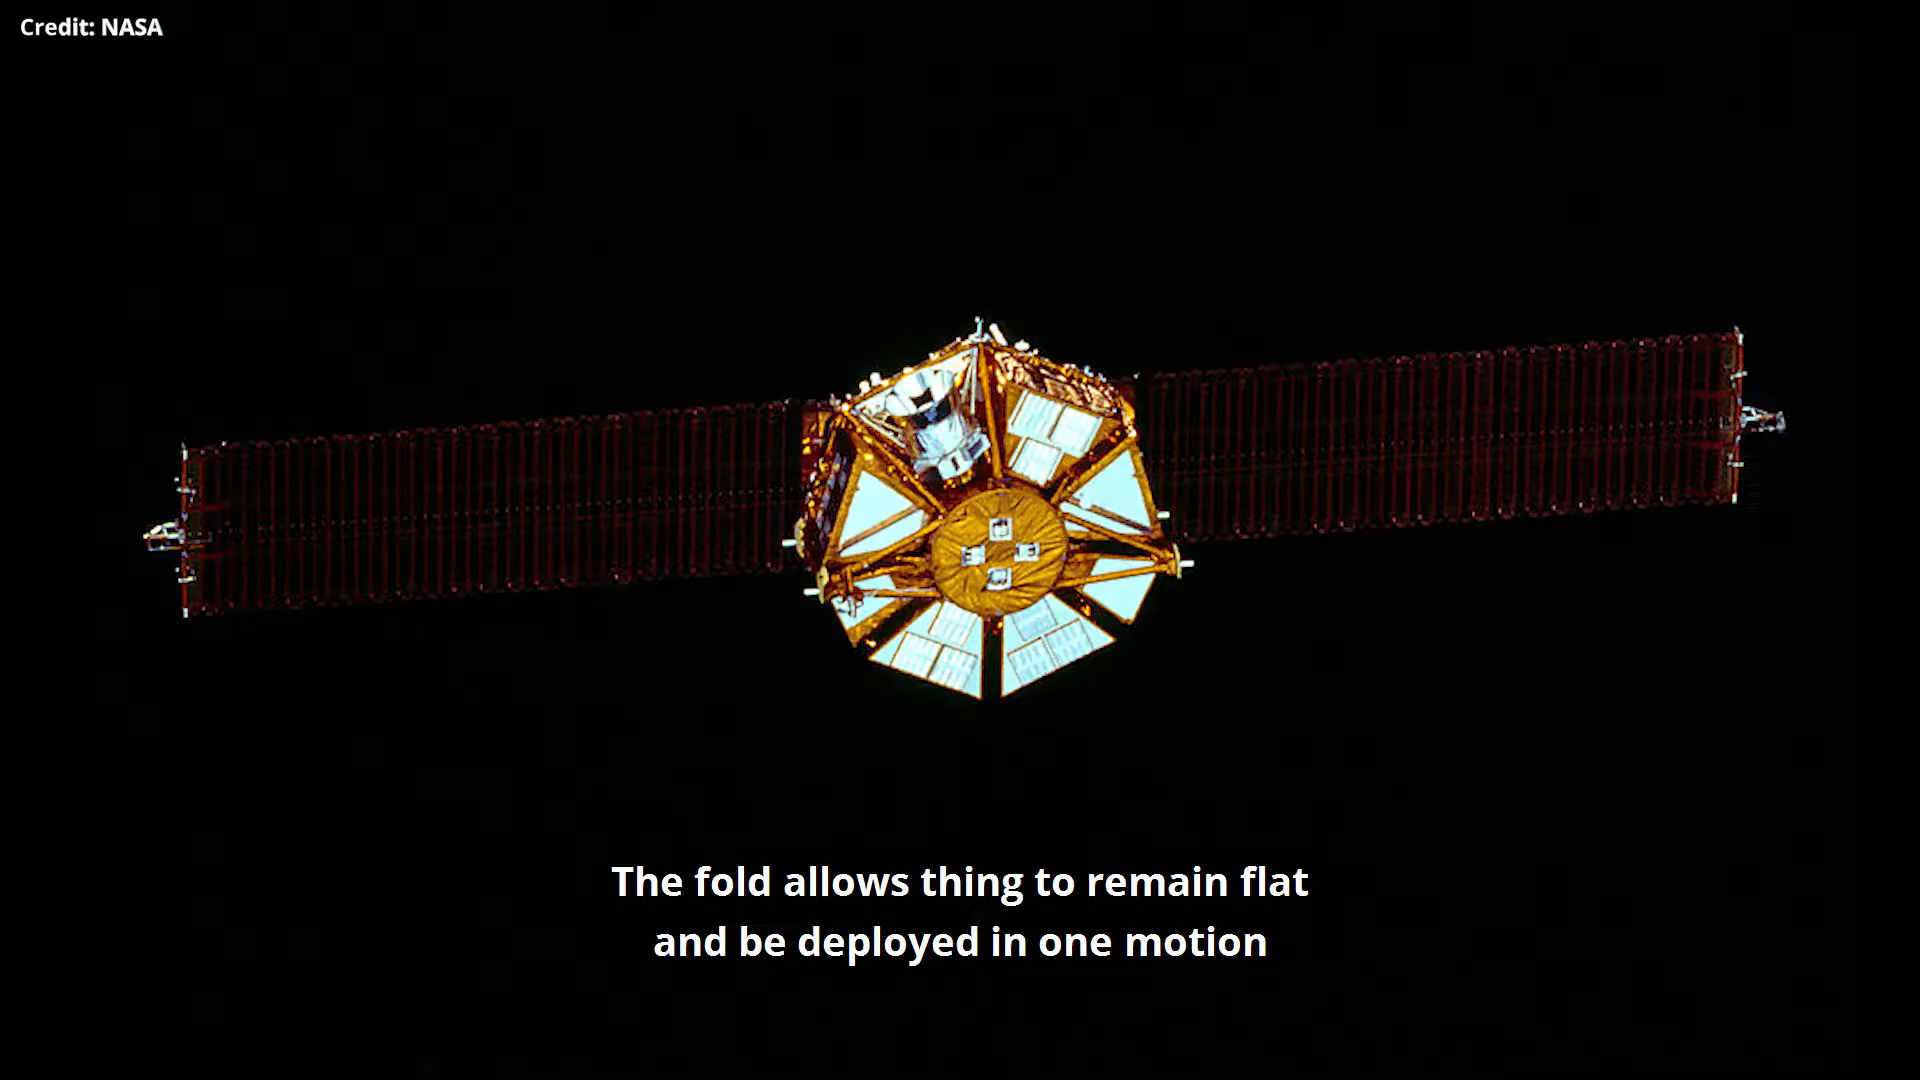 Credit: NASA
The fold allows thing to remain flat
and be deployed in one motion